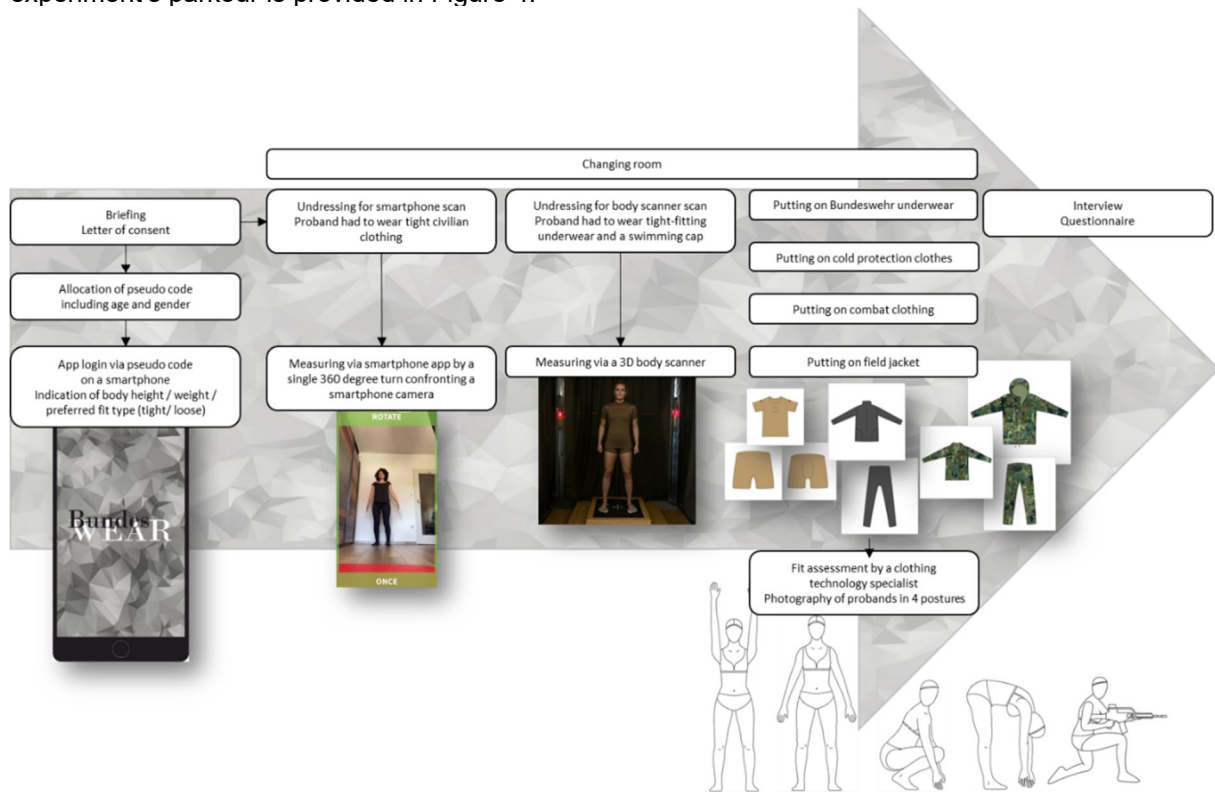 experiment's parkour is provided in Figure 4.
Changing room
Briefing
Letter of consent
Allocation of pseudo code
including age and gender
App login via pseudo code
on a smartphone
Indication of body height / weight /
preferred fit type (tight/ loose)
Bundes
WEAR
Undressing for smartphone scan
Proband had to wear tight civilian
clothing
Measuring via smartphone app by a
single 360 degree turn confronting a
smartphone camera
ROTATE
ONCE
Undressing for body scanner scan
Proband had to wear tight-fitting
underwear and a swimming cap
Measuring via a 3D body scanner
Putting on Bundeswehr underwear
Putting on cold protection clothes
Putting on combat clothing
Putting on field jacket
Fit assessment by a clothing
technology specialist
Photography of probands in 4 postures
Interview
Questionnaire